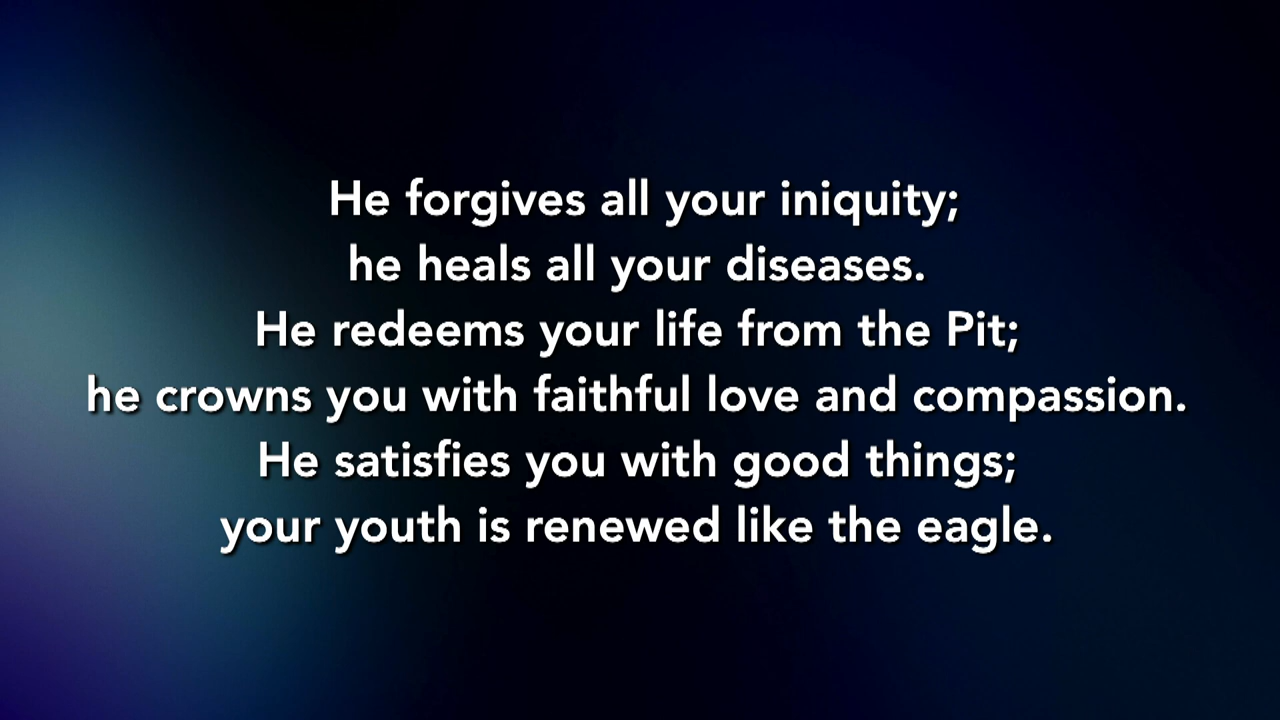 He forgives all your iniquity;
he heals all your diseases.
He redeems your life from the Pit;
he crowns you with faithful love and compassion.
He satisfies you with good things;
your youth is renewed like the eagle.